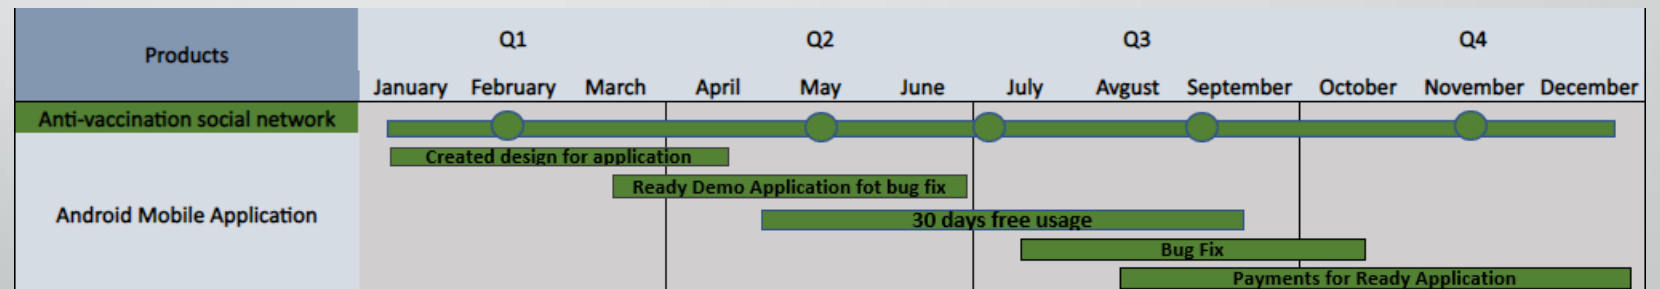 Products
Q1 Q2 Q3 Q4
January February March April May June July Avgust September October November December
Anti-vaccination social network
Created design for application
Ready Demo Application fot bug fix
Android Mobile Application
30 days free usage
Bug Fix
Payments for Ready Application